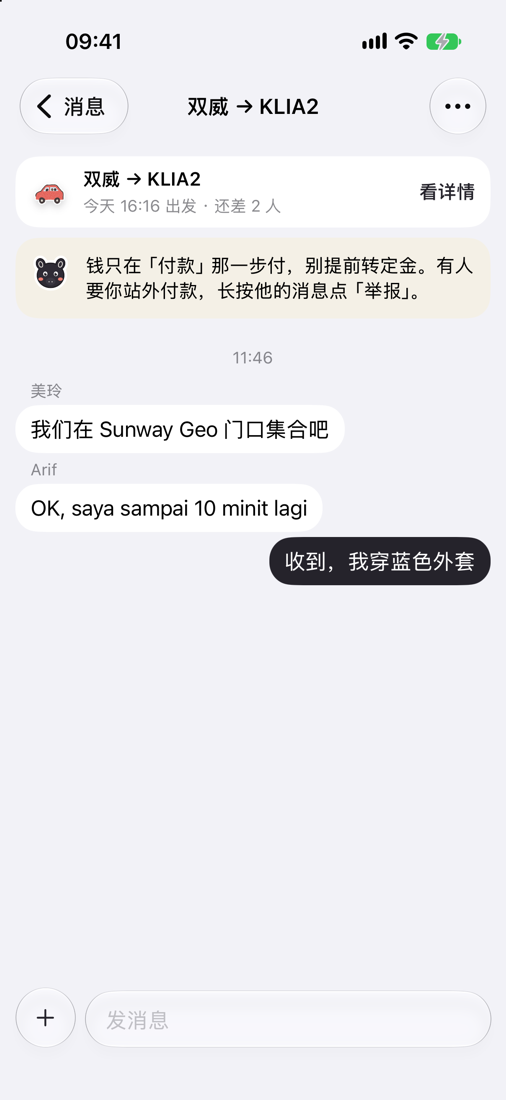 09:41
消息
双威 → KLIA2
双威 → KLIA2
今天 16:16 出发 · 还差 2 人
看详情
钱只在「付款」那一步付，别提前转定金。有人
要你站外付款，长按他的消息点「举报」。
11:46
美玲
我们在 Sunway Geo 门口集合吧
Arif
OK, saya sampai 10 minit lagi
收到，我穿蓝色外套
发消息